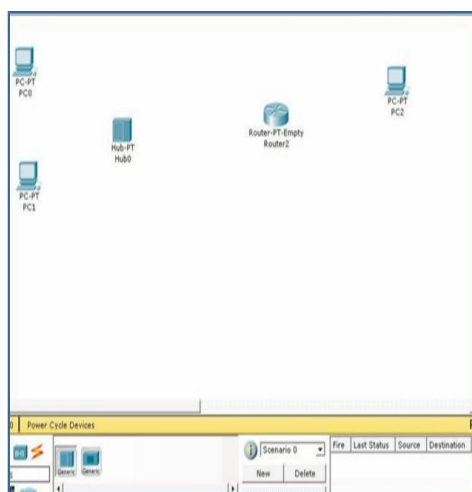 PC-PT
PC0
PC-PT
PC2
Hub-PT
Hub0
Router-PT-Empty
Router2
PC-PT
PC1
Power Cycle Devices
Scenario 0
Fire Last Status Source Destination
Generic Generic
New Delete